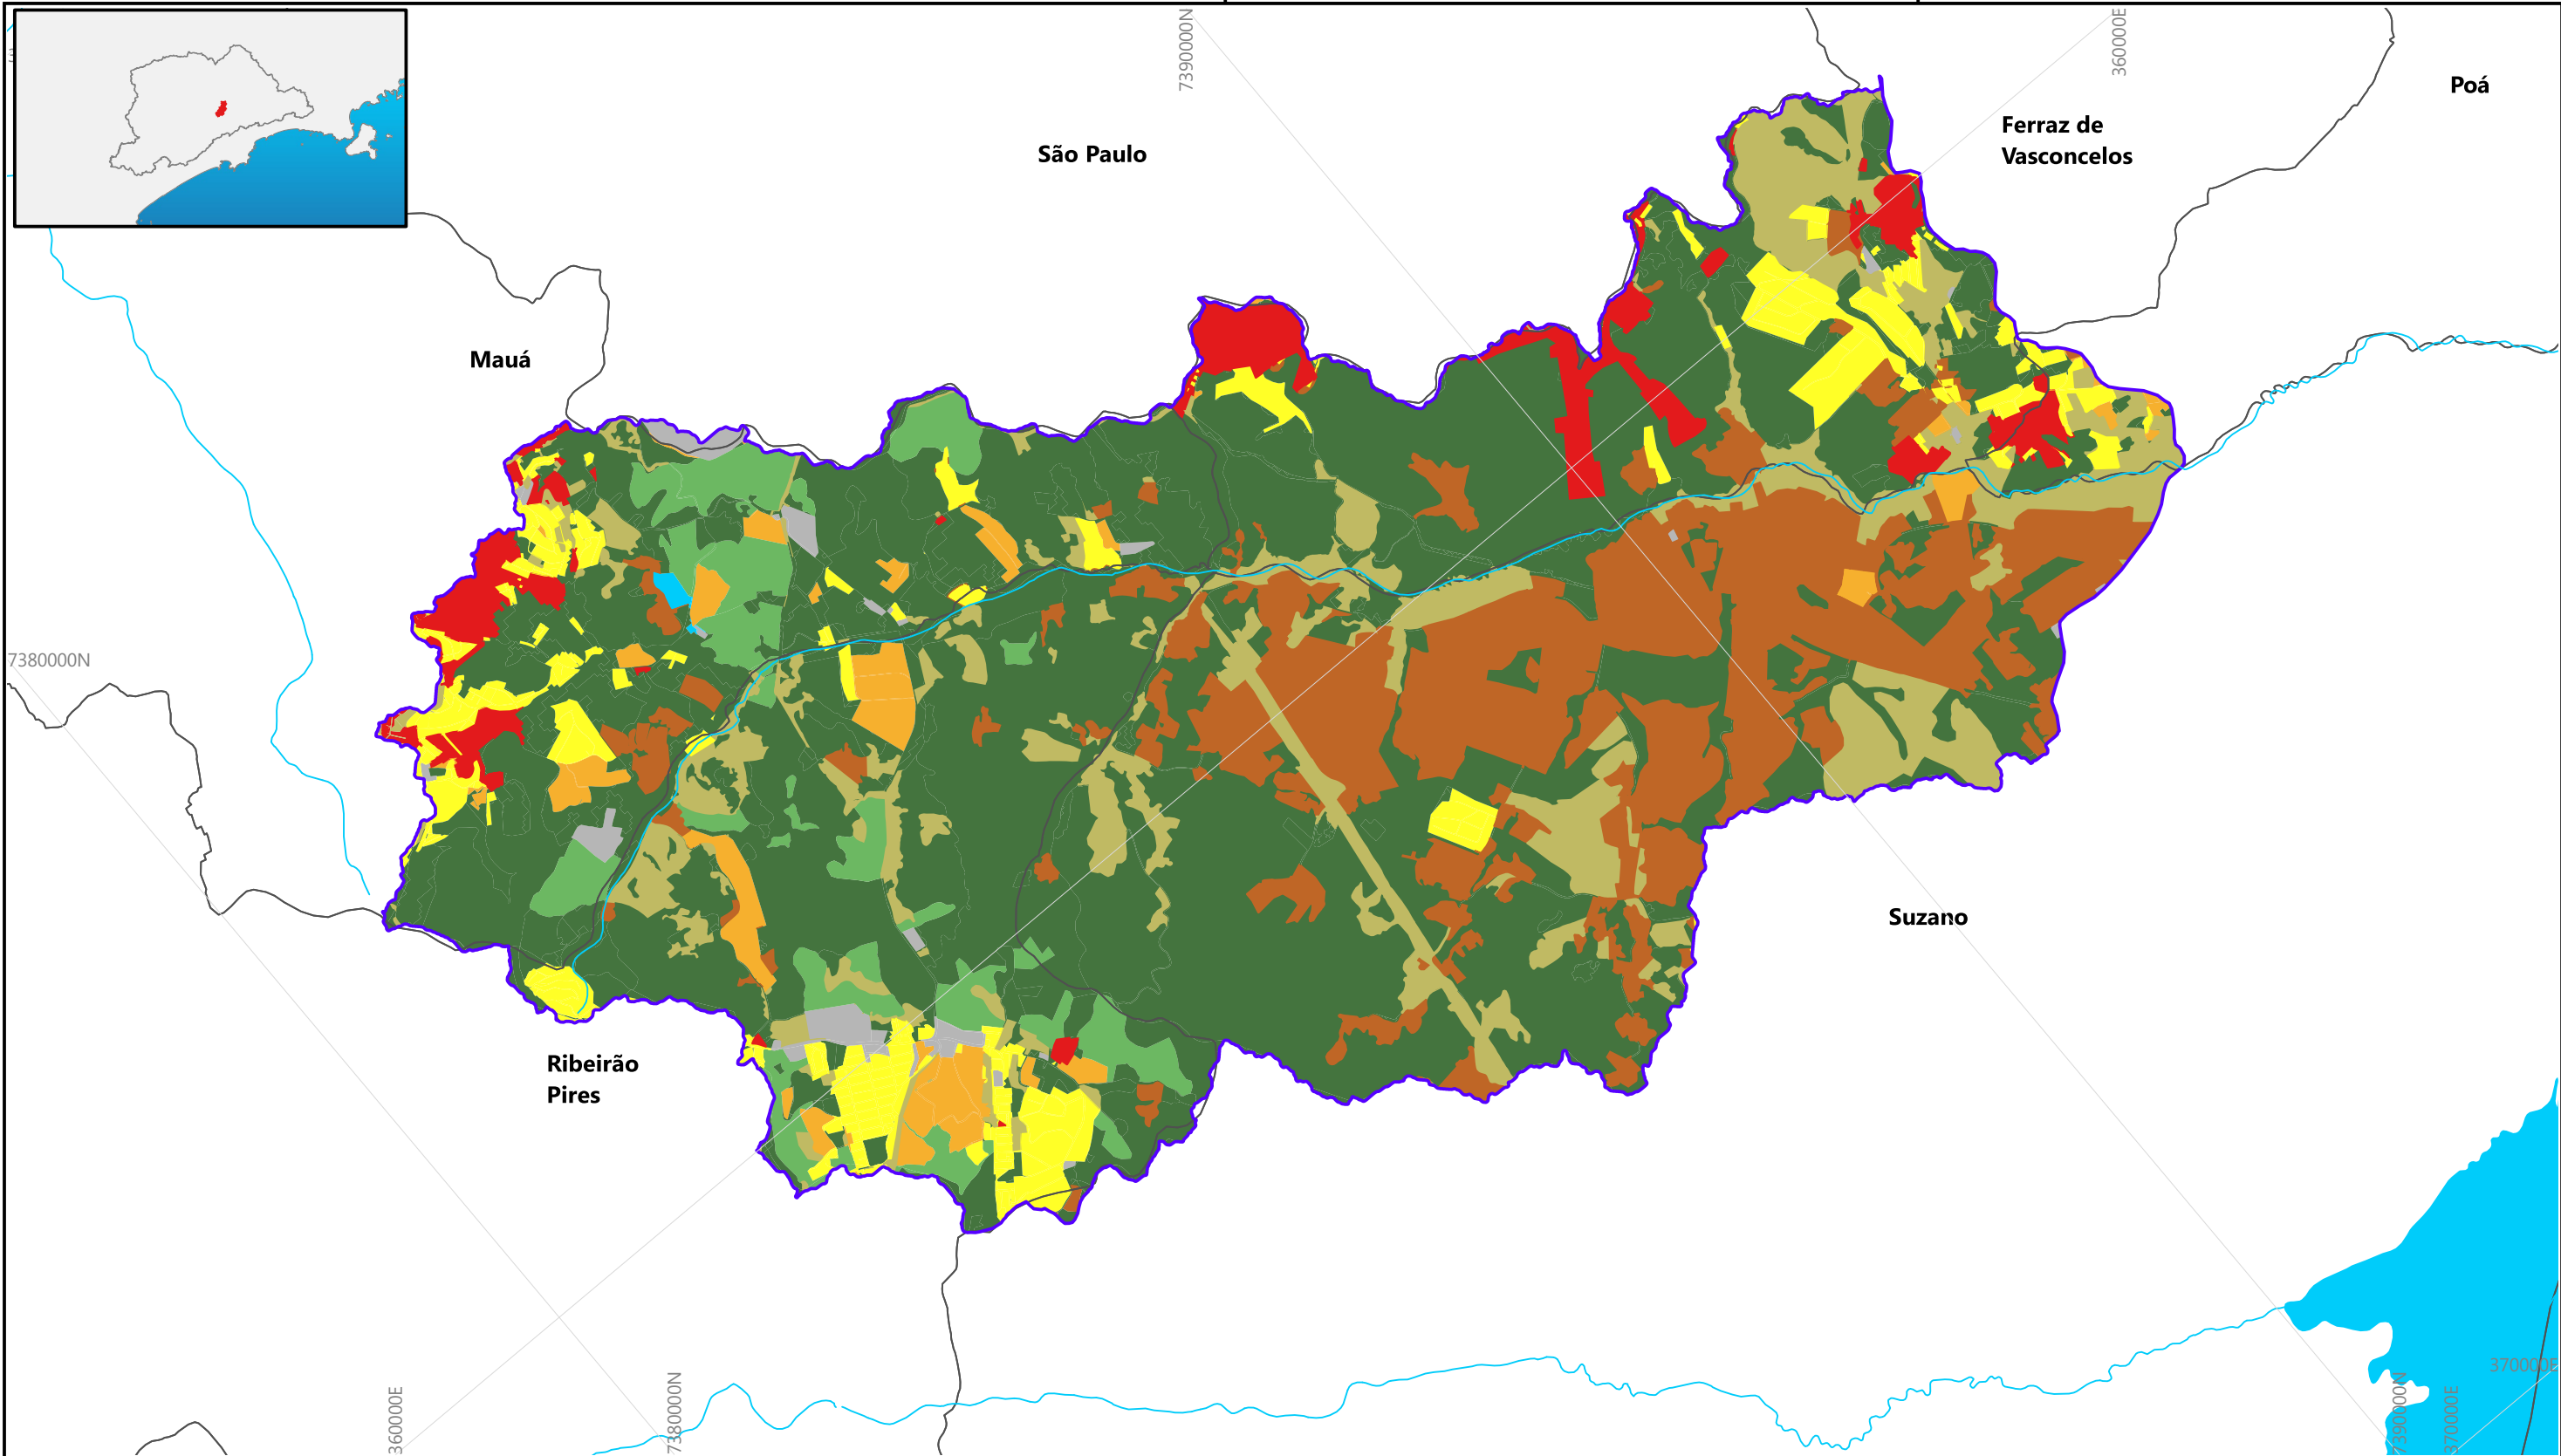 7390000N
360000E
Poá
Ferraz de
Vasconcelos
São Paulo
Mauá
7380000N
Suzano
Ribeirão
Pires
370000E
360000E
7380000N
7390000N
370000E